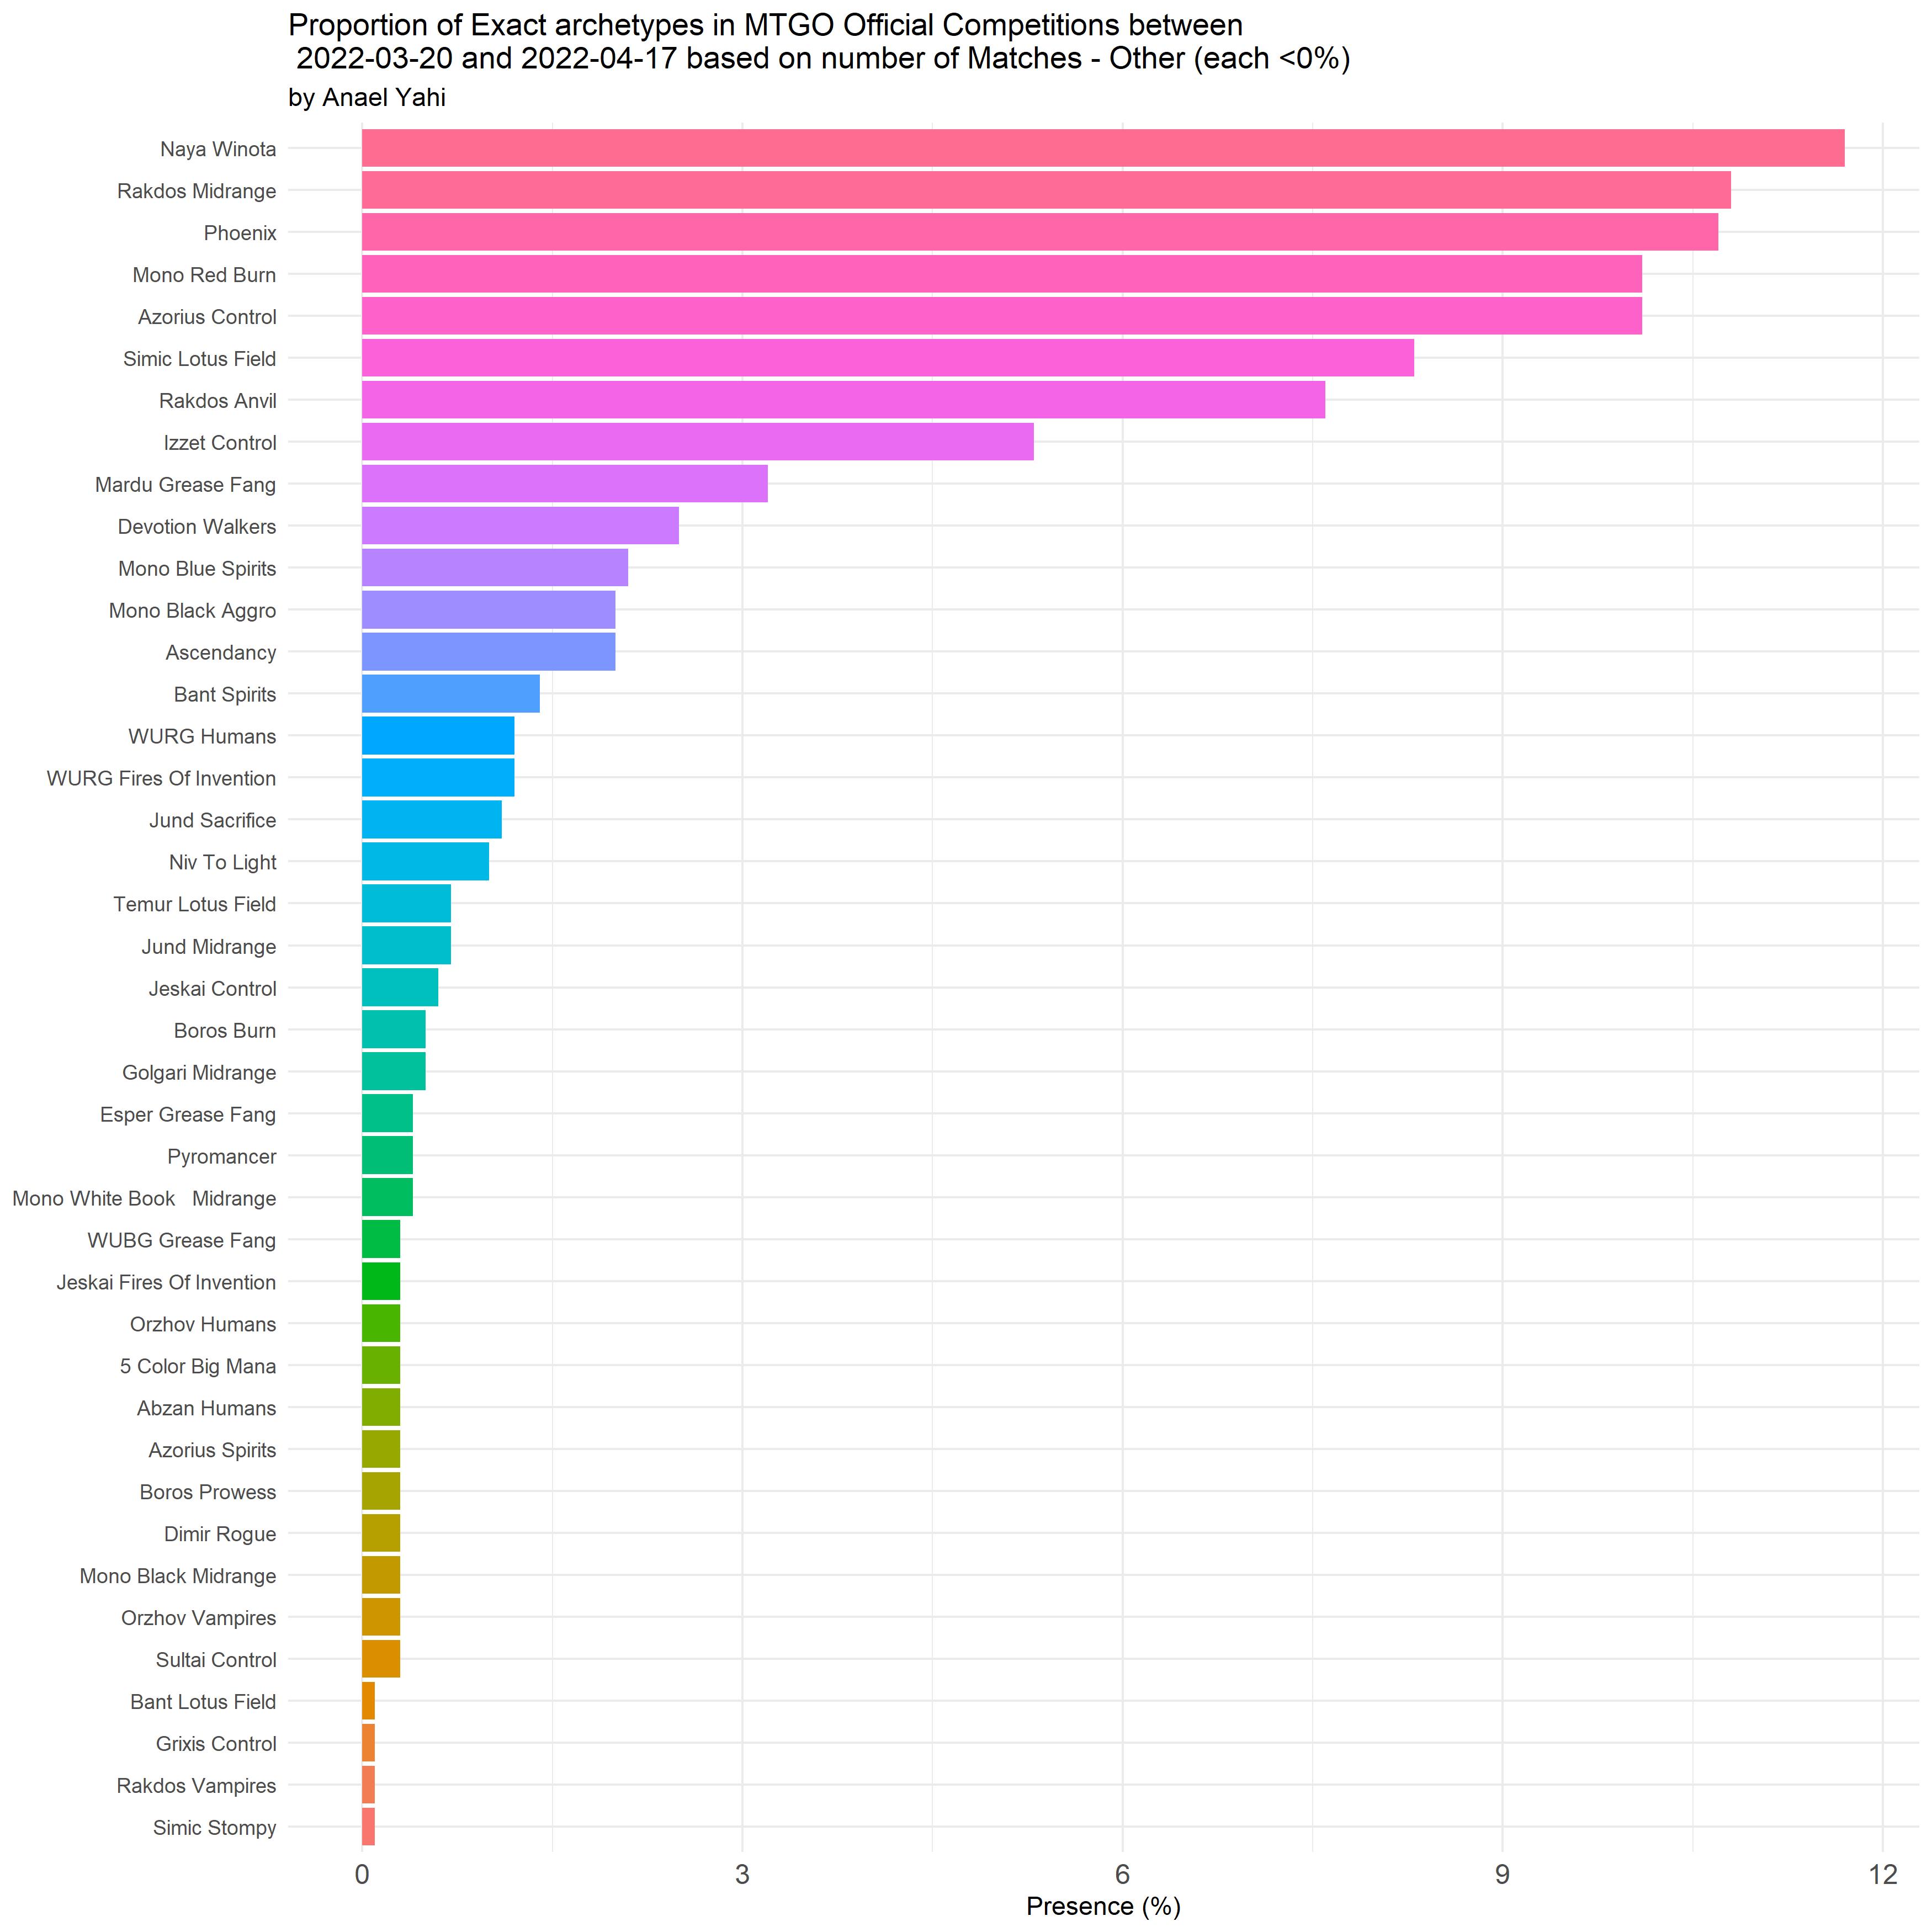 Proportion of Exact archetypes in MTGO Official Competitions between
2022-03-20 and 2022-04-17 based on number of Matches - Other (each <0%)
by Anael Yahi
Naya Winota
Rakdos Midrange
Phoenix
Mono Red Burn
Azorius Control
Simic Lotus Field
Rakdos Anvil
Izzet Control
Mardu Grease Fang
Devotion Walkers
Mono Blue Spirits
Mono Black Aggro
Ascendancy
Bant Spirits
WURG Humans
WURG Fires Of Invention
Jund Sacrifice
Niv To Light
Temur Lotus Field
Jund Midrange
Jeskai Control
Boros Burn
Golgari Midrange
Esper Grease Fang
Pyromancer
Mono White Book   Midrange
WUBG Grease Fang
Jeskai Fires Of Invention
Orzhov Humans
5 Color Big Mana
Abzan Humans
Azorius Spirits
Boros Prowess
Dimir Rogue
Mono Black Midrange
Orzhov Vampires
Sultai Control
Bant Lotus Field
Grixis Control
Rakdos Vampires
Simic Stompy
0 3 6 9 12
Presence (%)